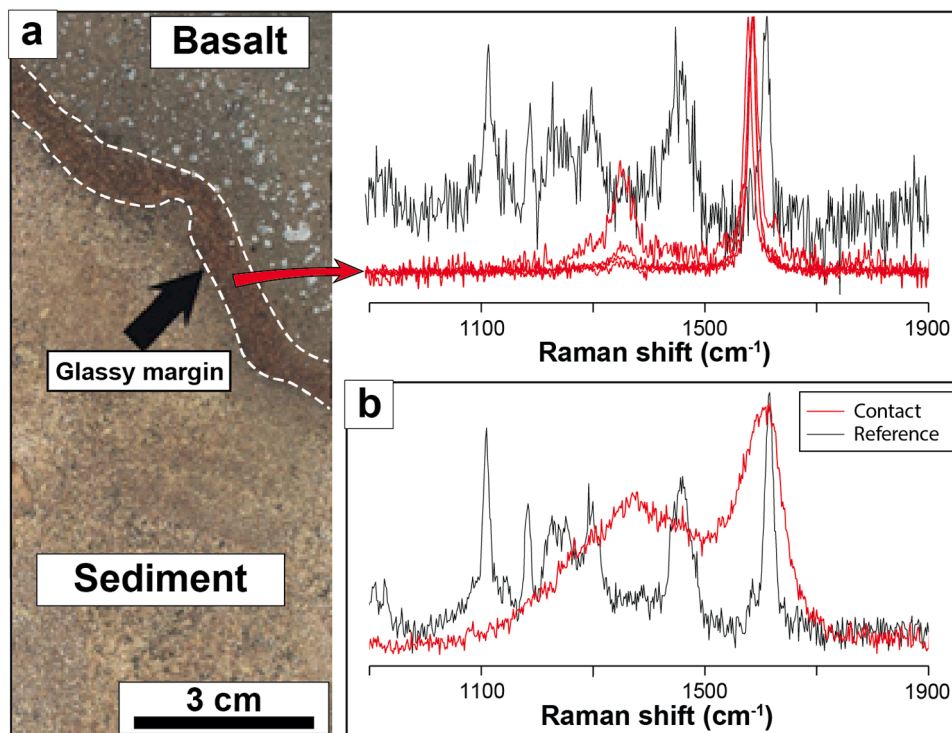 a
Basalt
Glassy margin
Sediment
3 cm
1100
1500
1900
Raman shift (cm-1)
b
Contact
Reference
1100
1500
1900
Raman shift (cm-1)